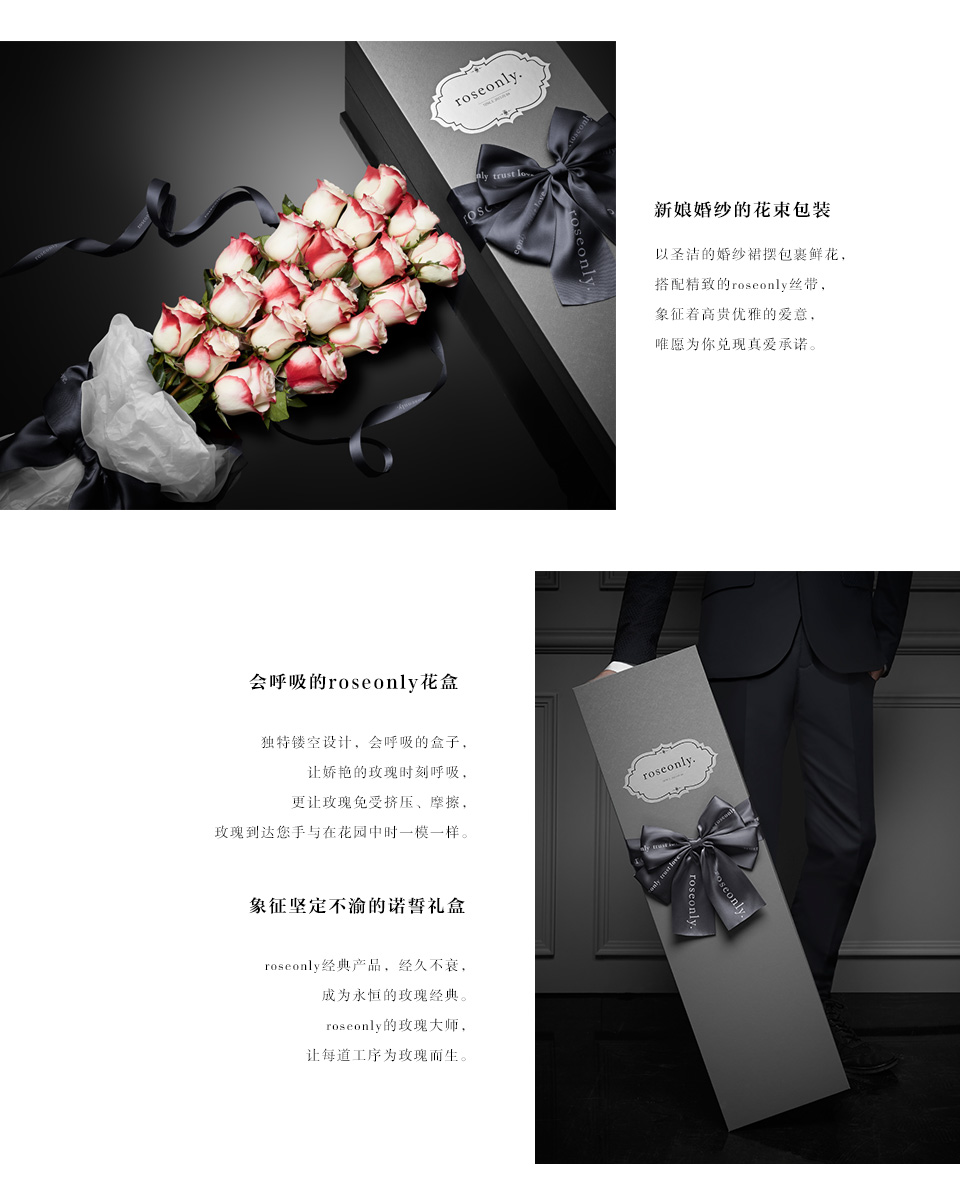 roseonly.
only trust love
roseonly.
新娘婚纱的花束包装
以圣洁的婚纱裙摆包裹鲜花，
搭配精致的roseonly丝带，
象征着高贵优雅的爱意，
唯愿为你兑现真爱承诺。
会呼吸的roseonly花盒
独特镂空设计，会呼吸的盒子，
让娇艳的玫瑰时刻呼吸，
更让玫瑰免受挤压、摩擦，
玫瑰到达您手与在花园中时一模一样。
象征坚定不渝的诺誓礼盒
roseonly经典产品，经久不衰，
成为永恒的玫瑰经典。
roseonly的玫瑰大师，
让每道工序为玫瑰而生。
roseonly.
only trust love
roseonly.
roseonly.